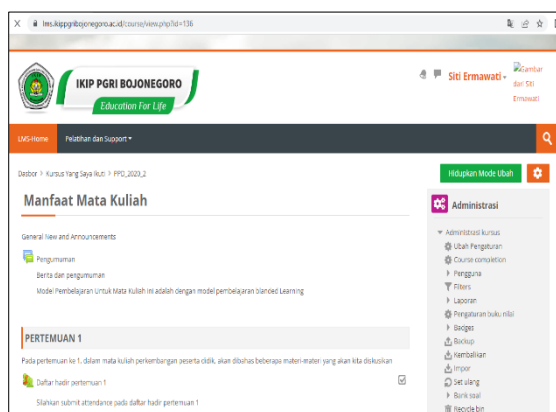 lms.ikippgribojonegoro.ac.id/course/view.php?id=136
IKIP PGRI BOJONEGORO
Education For Life
Siti Ermawati
Gambar dari Siti Ermawati
LMS-Home
Pelatihan dan Support
Dasbor > Kursus Yang Saya Ikuti > PPD_2020_2
Hidupkan Mode Ubah
Manfaat Mata Kuliah
General New and Announcements
Pengumuman
Berita dan pengumuman
Model Pembelajaran Untuk Mata Kuliah ini adalah dengan model pembelajaran blanded Learning
PERTEMUAN 1
Pada pertemuan ke 1, dalam mata kuliah perkembangan peserta didik, akan dibahas beberapa materi-materi yang akan kita diskusikan
Daftar hadir pertemuan 1
Silahkan submit attendance pada daftar hadir pertemuan 1
Administrasi
Administrasi kursus
Ubah Pengaturan
Course completion
Pengguna
Filters
Laporan
Pengaturan buku nilai
Badges
Backup
Kembalikan
Impor
Set ulang
Bank soal
Recycle bin